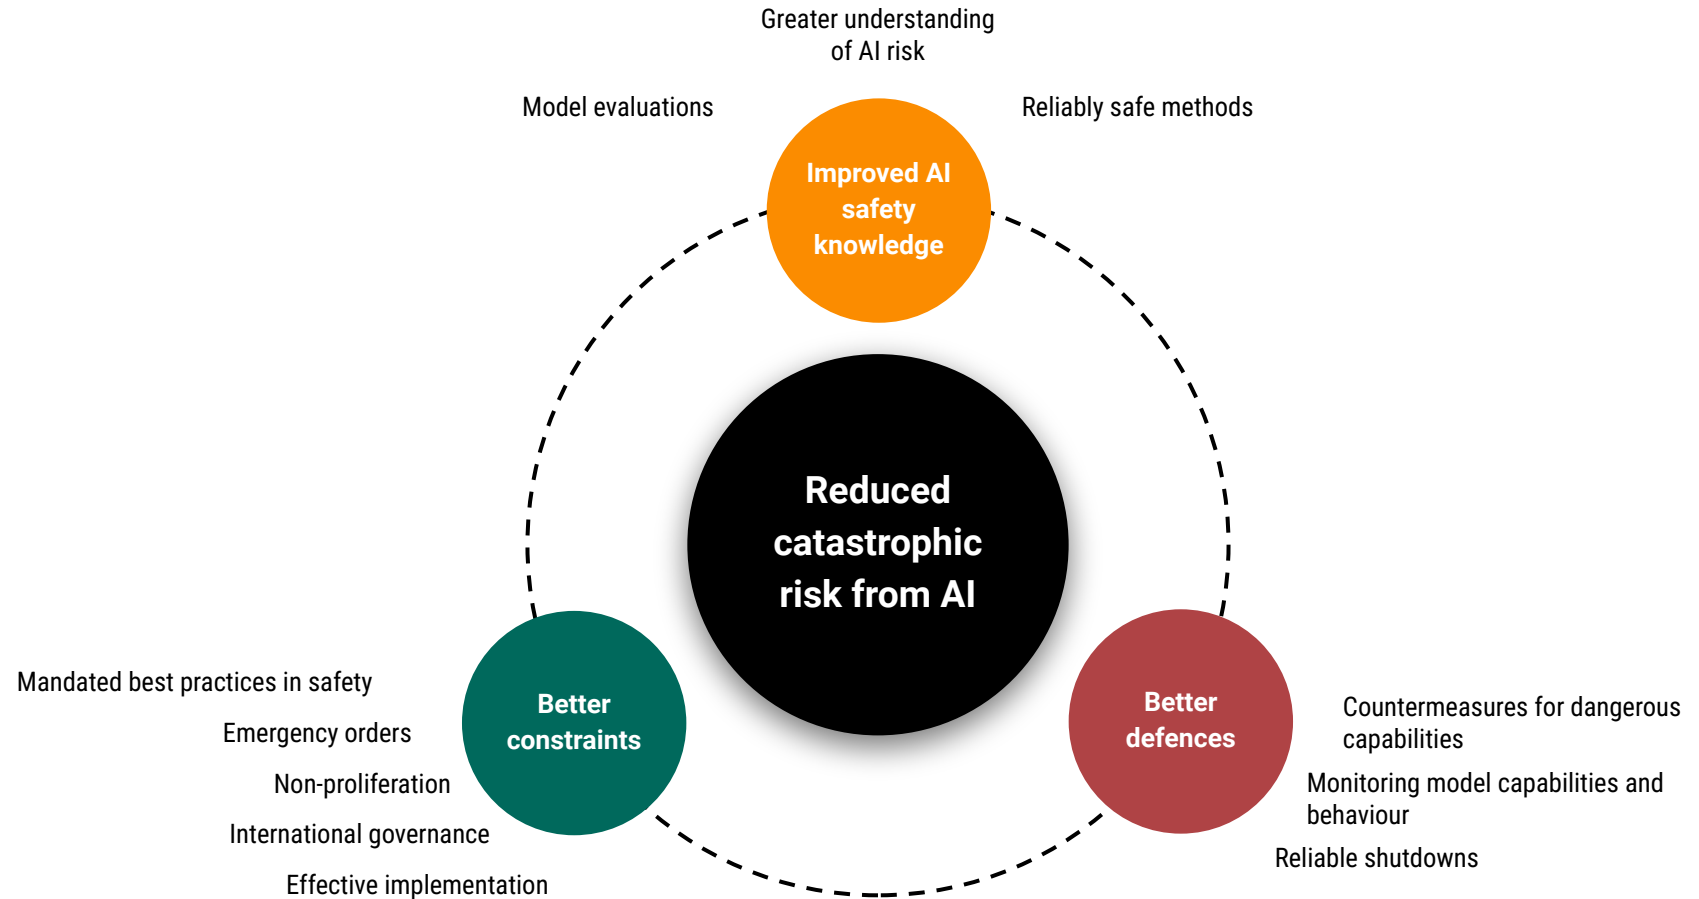 Greater understanding
of AI risk
Model evaluations
Reliably safe methods
Improved AI
safety
knowledge
Reduced
catastrophic
risk from AI
Better
constraints
Mandated best practices in safety
Emergency orders
Non-proliferation
International governance
Effective implementation
Better
defences
Countermeasures for dangerous
capabilities
Monitoring model capabilities and
behaviour
Reliable shutdowns